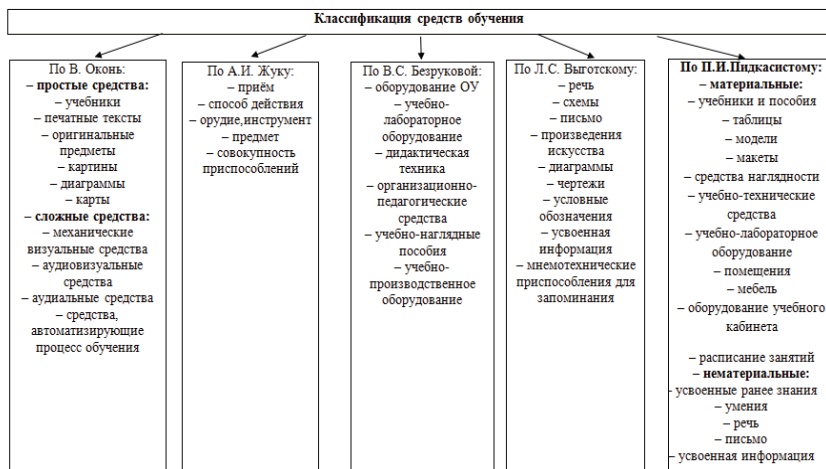 Классификация средств обучения
По В. Оконь:
– простые средства:
– учебники
– печатные тексты
– оригинальные
предметы
– картины
– диаграммы
– карты
– сложные средства:
– механические
визуальные средства
– аудиовизуальные
средства
– аудиальные средства
– средства,
автоматизирующие
процесс обучения
По А.И. Жуку:
– приём
– способ действия
– орудие,инструмент
– предмет
– совокупность
приспособлений
По В.С. Безруковой:
– оборудование ОУ
– учебно-
лабораторное
оборудование
– дидактическая
техника
– организационно-
педагогические
средства
– учебно-наглядные
пособия
– учебно-
производственное
оборудование
По Л.С. Выготскому:
– речь
– схемы
– письмо
– произведения
искусства
– диаграммы
– чертежи
– условные
обозначения
– усвоенная
информация
– мнемотехнические
приспособления для
запоминания
По П.И.Пидкасистому:
– материальные:
– учебники и пособия
– таблицы
– модели
– макеты
– средства наглядности
– учебно-технические
средства
– учебно-лабораторное
оборудование
– помещения
– мебель
– оборудование учебного
кабинета
– расписание занятий
– нематериальные:
– усвоенные ранее знания
– умения
– речь
– письмо
– усвоенная информация